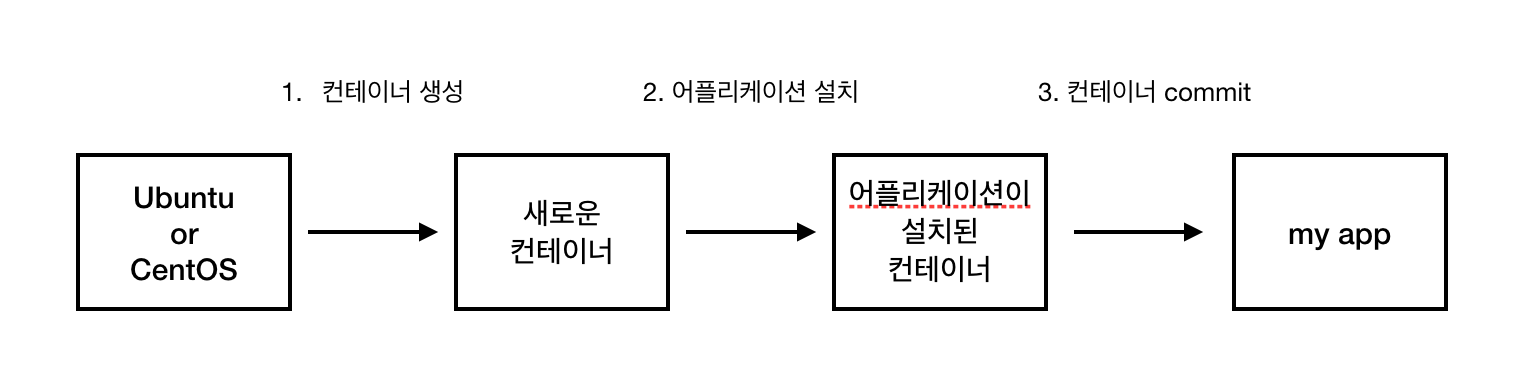 1. 컨테이너 생성
2. 어플리케이션 설치
3. 컨테이너 commit
Ubuntu
or
CentOS
새로운
컨테이너
어플리케이션이
설치된
컨테이너
my app